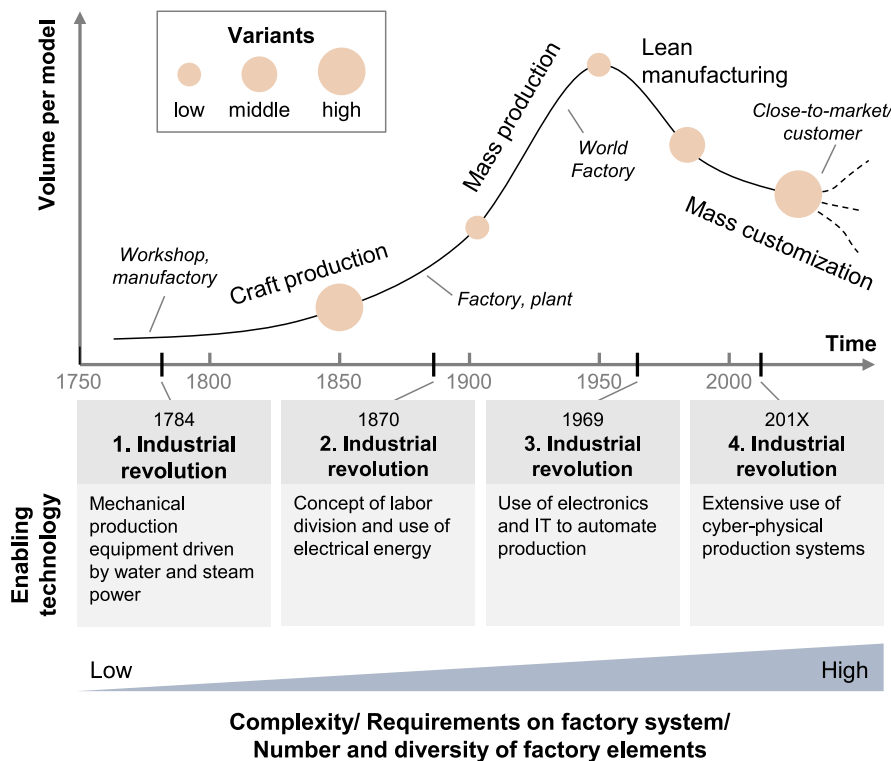 Volume per model
Variants
low
middle
high
Workshop,
manufactory
Craft production
Factory, plant
Mass production
World
Factory
Lean
manufacturing
Close-to-market/
customer
Mass customization
Time
1750
1800
1850
1900
1950
2000
Enabling
technology
1784
1. Industrial
revolution
Mechanical
production
equipment driven
by water and steam
power
1870
2. Industrial
revolution
Concept of labor
division and use of
electrical energy
1969
3. Industrial
revolution
Use of electronics
and IT to automate
production
201X
4. Industrial
revolution
Extensive use of
cyber-physical
production systems
Low
High
Complexity/ Requirements on factory system/
Number and diversity of factory elements